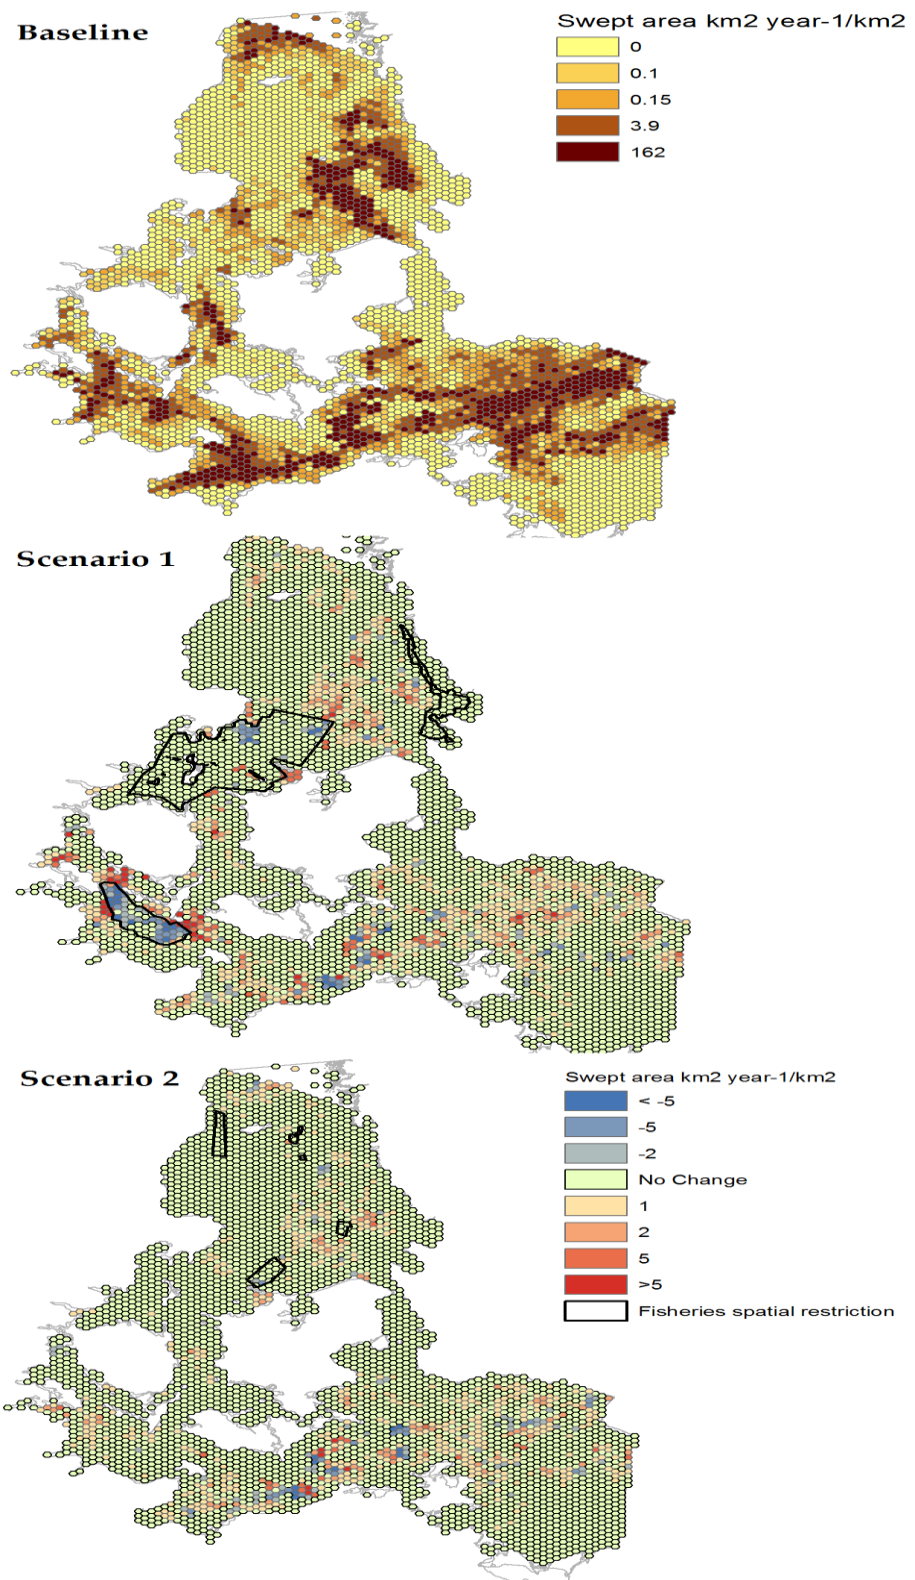 Baseline
Swept area km2 year-1/km2
0
0.1
0.15
3.9
162
Scenario 1
Scenario 2
Swept area km2 year-1/km2
< -5
-5
-2
No Change
1
2
5
>5
Fisheries spatial restriction